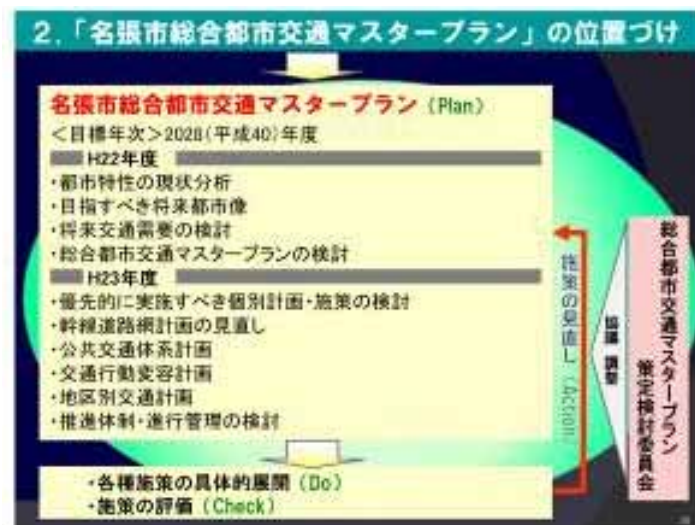 2.「名張市総合都市交通マスタープラン」の位置づけ
名張市総合都市交通マスタープラン(Plan)
<目標年次>2028(平成40)年度
H22年度
・都市特性の現状分析
・目指すべき将来都市像
・将来交通需要の検討
・総合都市交通マスタープランの検討
H23年度
・優先的に実施すべき個別計画・施策の検討
・幹線道路網計画の見直し
・公共交通体系計画
・交通行動変容計画
・地区別交通計画
・推進体制・進行管理の検討
・各種施策の具体的展開(Do)
・施策の評価(Check)
施策の見直し(Action)
協議 調整
総合都市交通マスタープラン
策定検討委員会